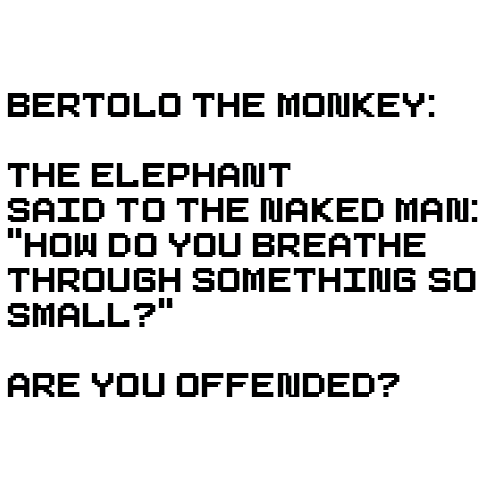 BERTOLO THE MONKEY:
THE ELEPHANT
SAID TO THE NAKED MAN:
"HOW DO YOU BREATHE
THROUGH SOMETHING SO
SMALL?"
ARE YOU OFFENDED?